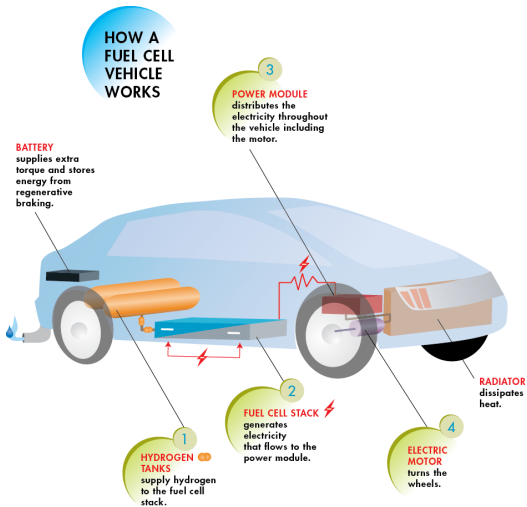 HOW A
FUEL CELL
VEHICLE
WORKS
3
POWER MODULE
distributes the
electricity throughout
the vehicle including
the motor.
BATTERY
supplies extra
torque and stores
energy from
regenerative
braking.
RADIATOR
dissipates
heat.
2
FUEL CELL STACK
generates
electricity
that flows to the
power module.
4
ELECTRIC
MOTOR
turns the
wheels.
1
HYDROGEN
TANKS
supply hydrogen
to the fuel cell
stack.